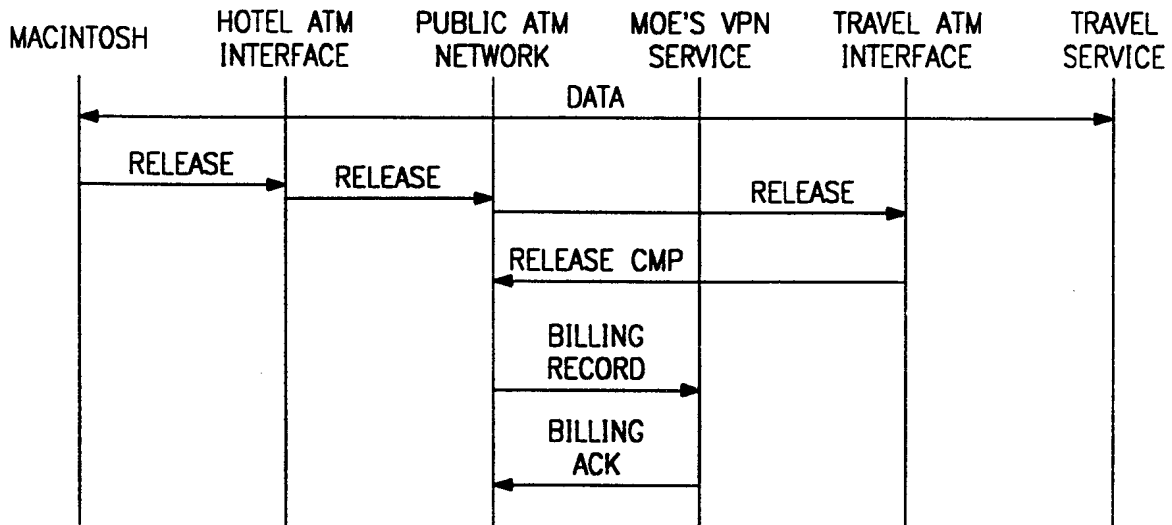 MACINTOSH
HOTEL ATM
INTERFACE
PUBLIC ATM
NETWORK
MOE'S VPN
SERVICE
TRAVEL ATM
INTERFACE
TRAVEL
SERVICE
DATA
RELEASE
RELEASE
RELEASE
RELEASE CMP
BILLING
RECORD
BILLING
ACK